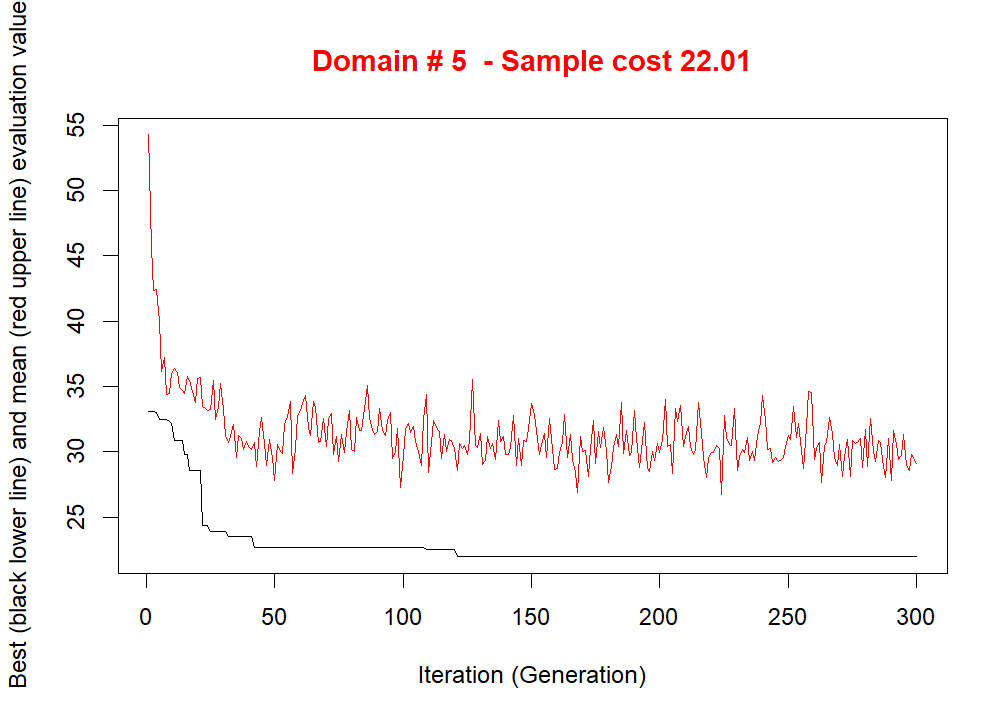 Domain # 5  - Sample cost 22.01
Best (black lower line) and mean (red upper line) evaluation value
55
50
45
40
35
30
25
0 50 100 150 200 250 300
Iteration (Generation)